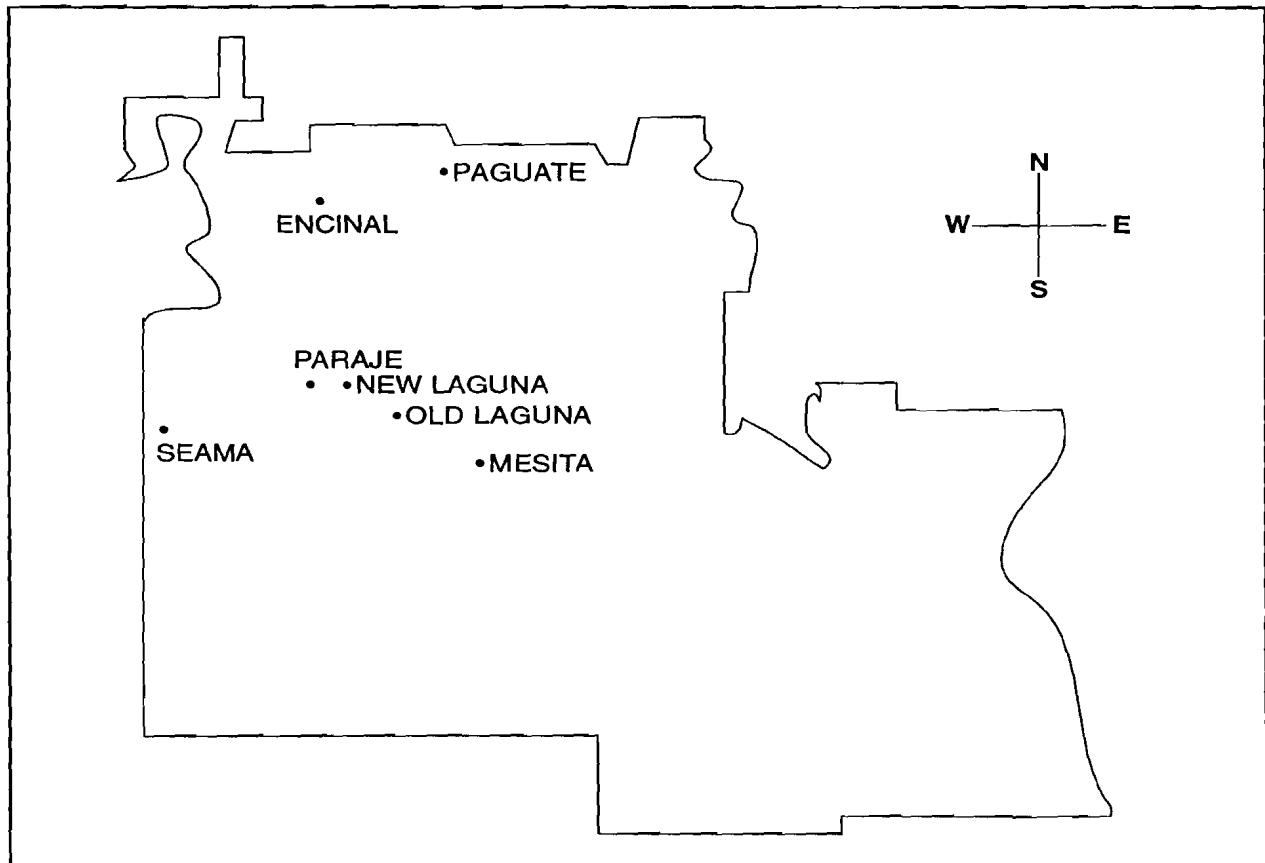 PAGUATE
ENCINAL
N
W E
S
PARAJE
NEW LAGUNA
OLD LAGUNA
SEAMA
MESITA